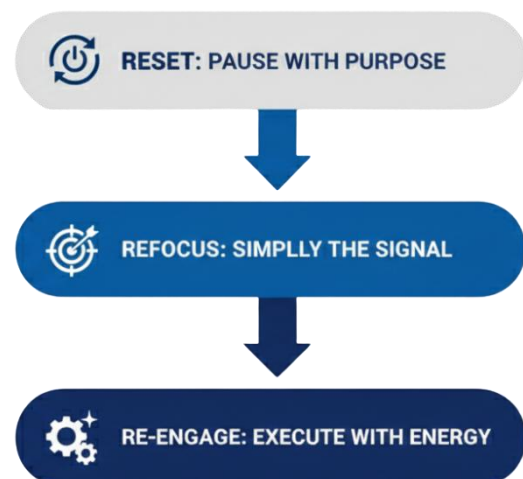 RESET: PAUSE WITH PURPOSE
REFOCUS: SIMPLLY THE SIGNAL
RE-ENGAGE: EXECUTE WITH ENERGY